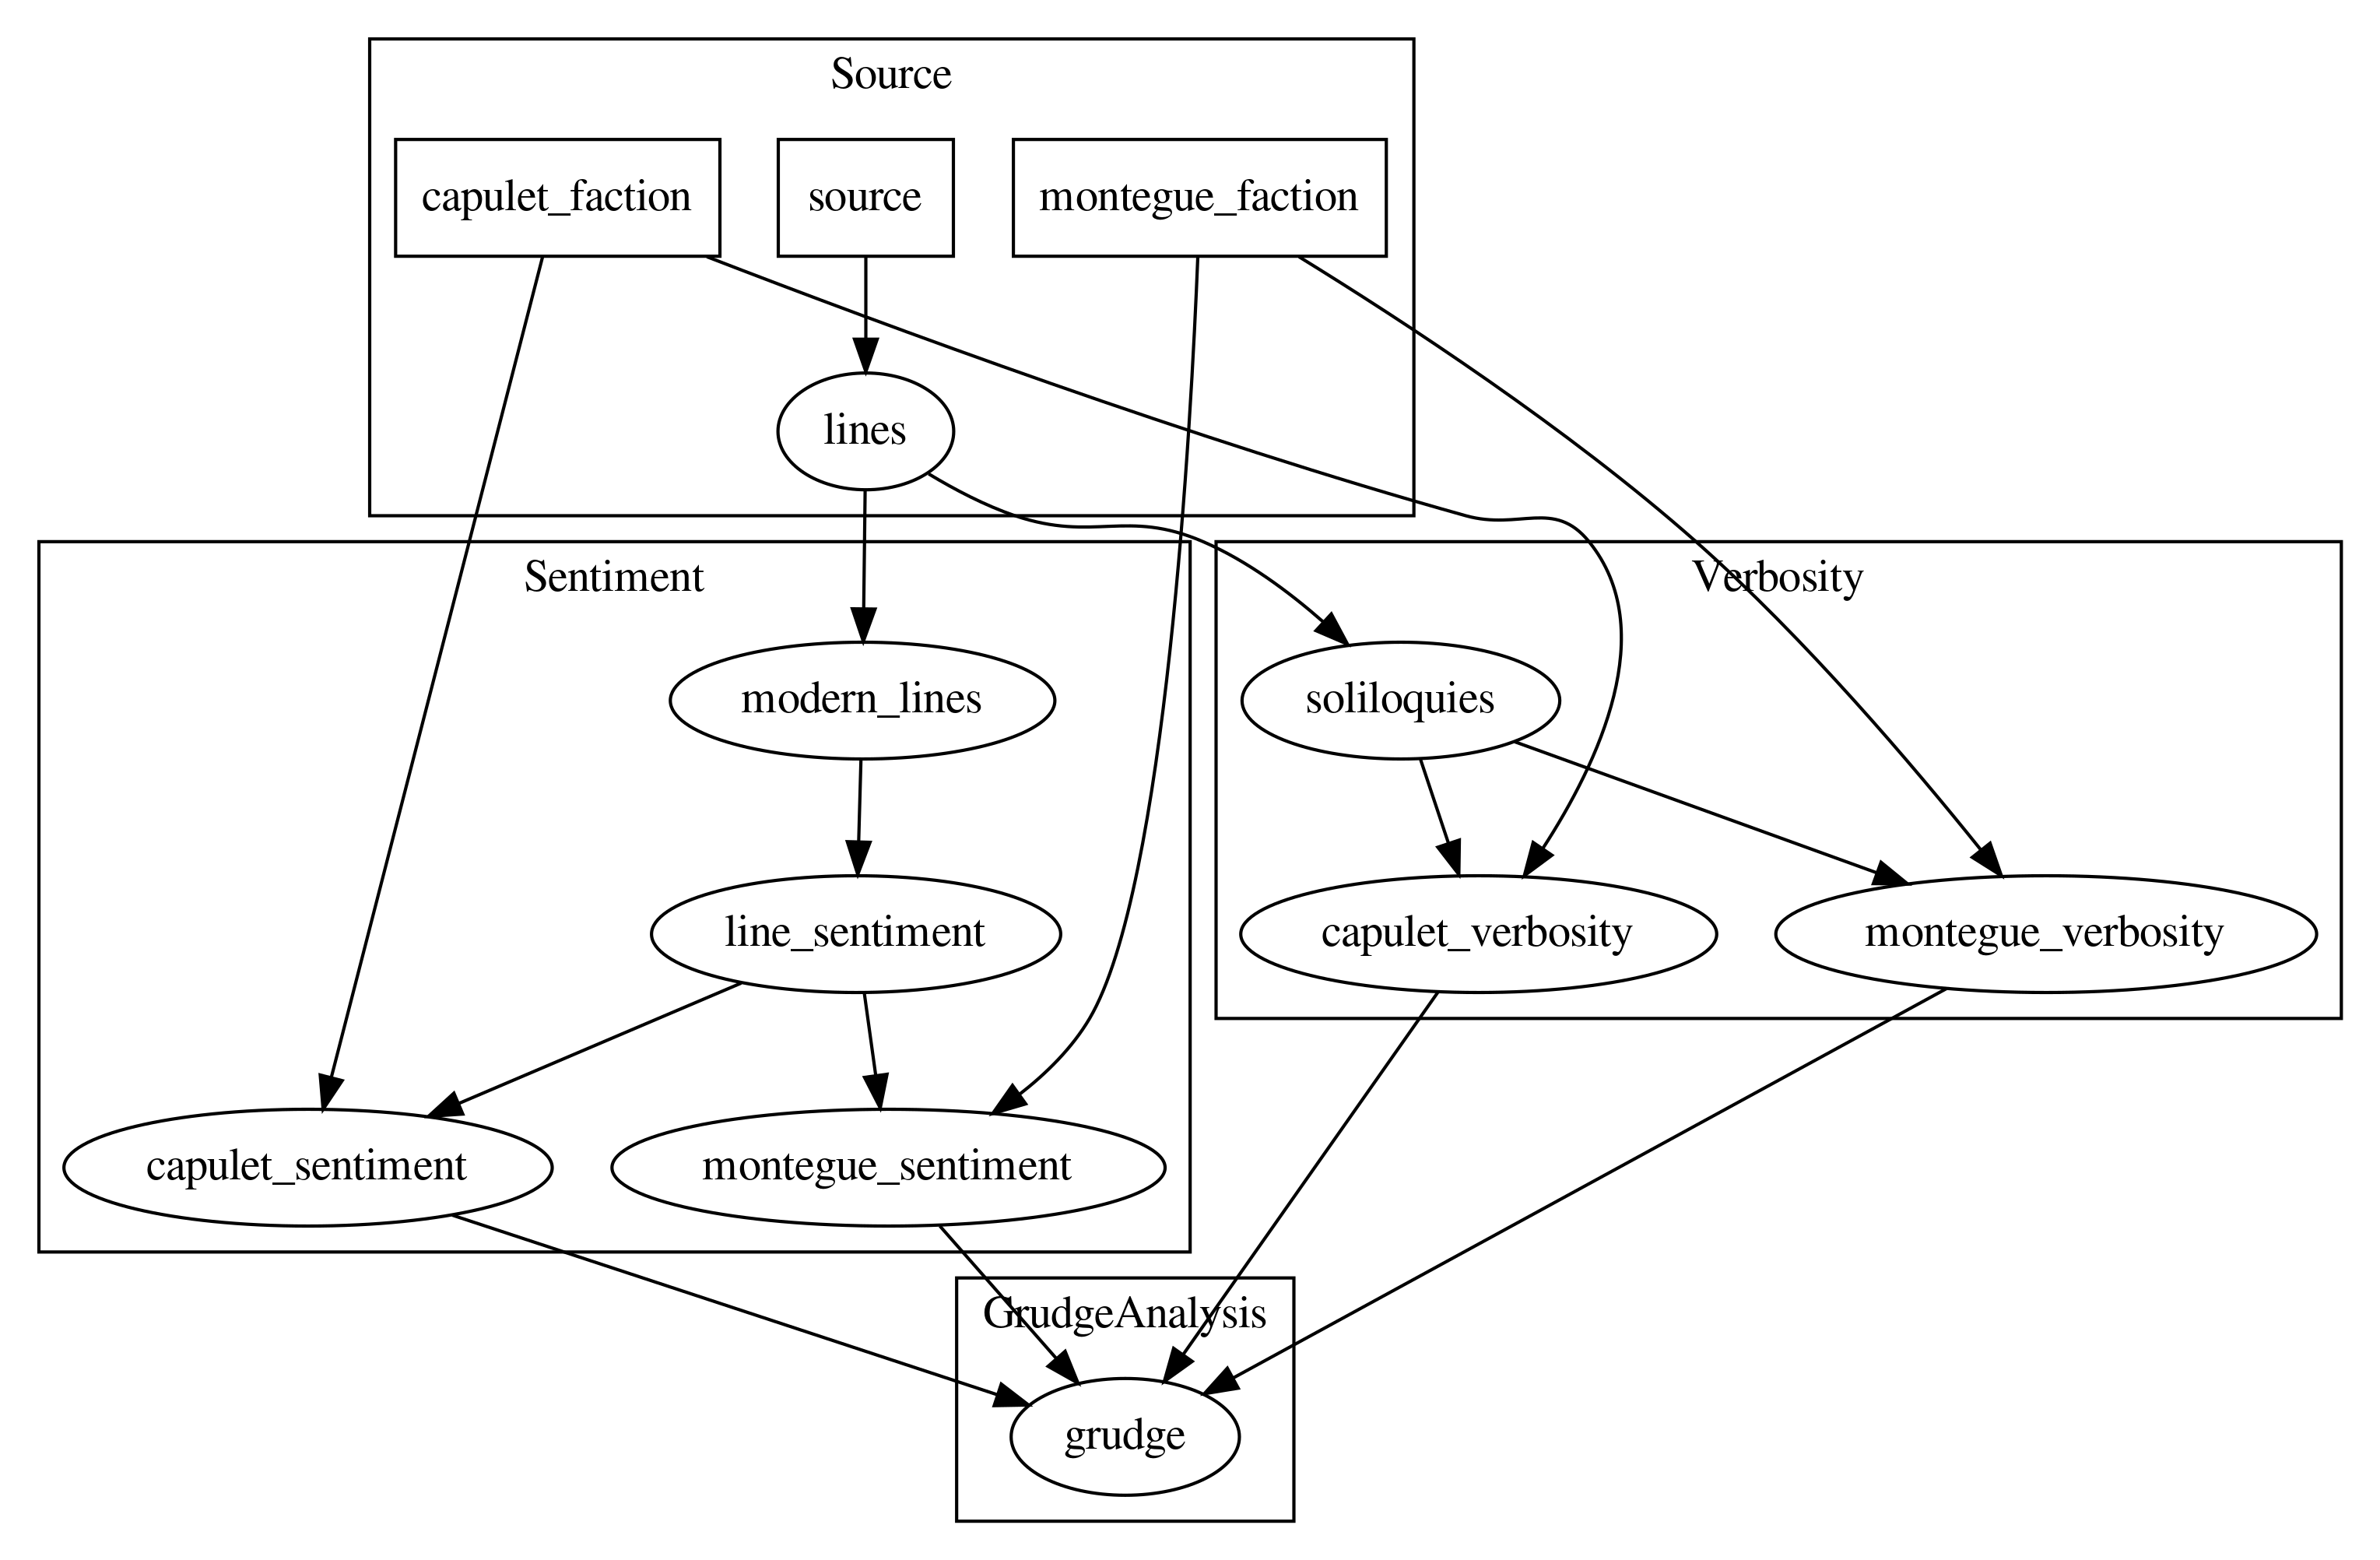 Source
capulet_faction
source
montegue_faction
lines
Sentiment
Verbosity
modern_lines
soliloquies
line_sentiment
capulet_verbosity
montegue_verbosity
capulet_sentiment
montegue_sentiment
GrudgeAnalysis
grudge